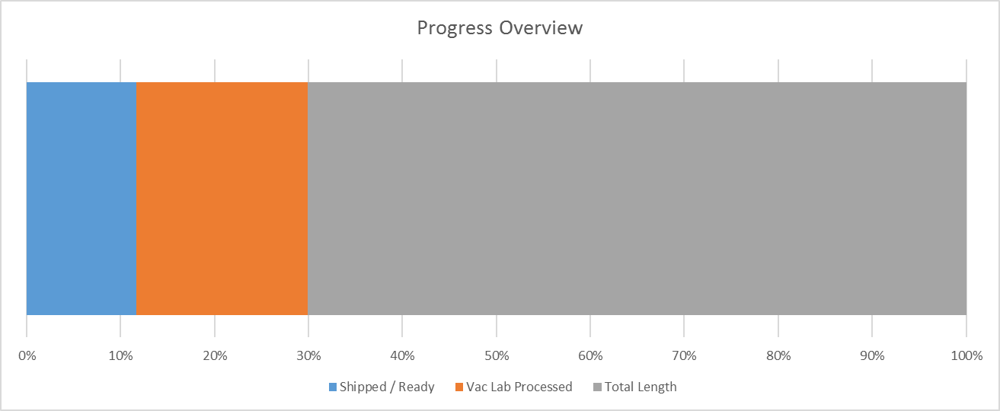 Progress Overview
0% 10% 20% 30% 40% 50% 60% 70% 80% 90% 100%
Shipped / Ready Vac Lab Processed Total Length